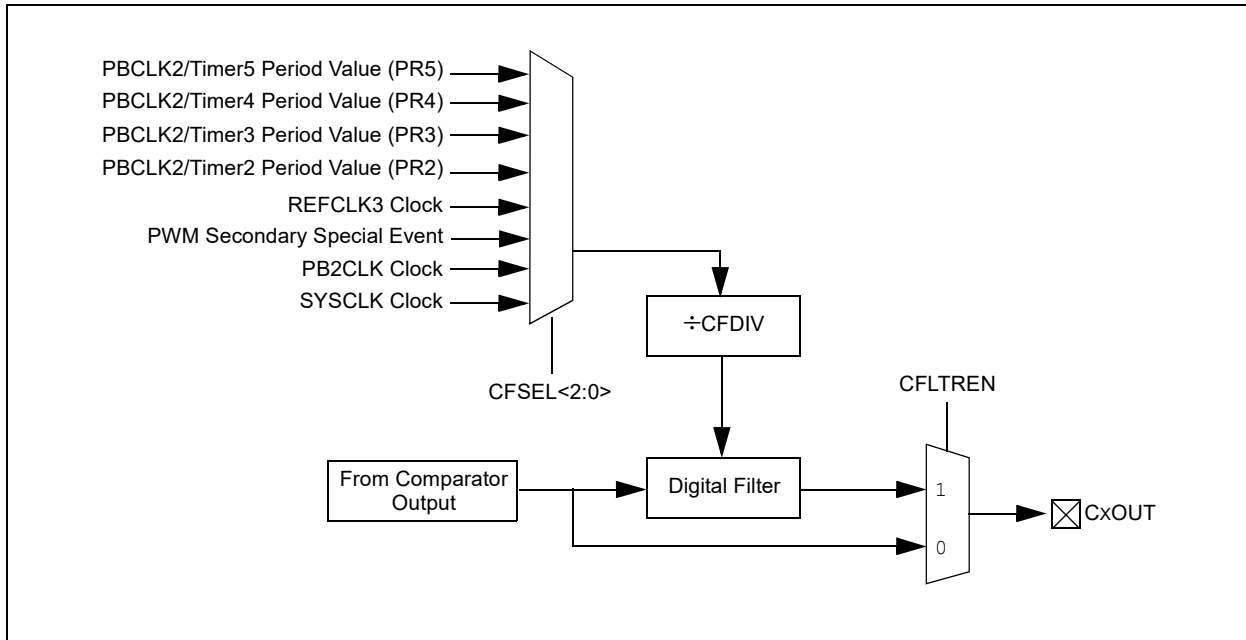 PBCLK2/Timer5 Period Value (PR5)
PBCLK2/Timer4 Period Value (PR4)
PBCLK2/Timer3 Period Value (PR3)
PBCLK2/Timer2 Period Value (PR2)
REFCLK3 Clock
PWM Secondary Special Event
PB2CLK Clock
SYSCLK Clock
÷CFDIV
CFSEL<2:0>
CFLTREN
From Comparator
Output
Digital Filter
1
0
CxOUT